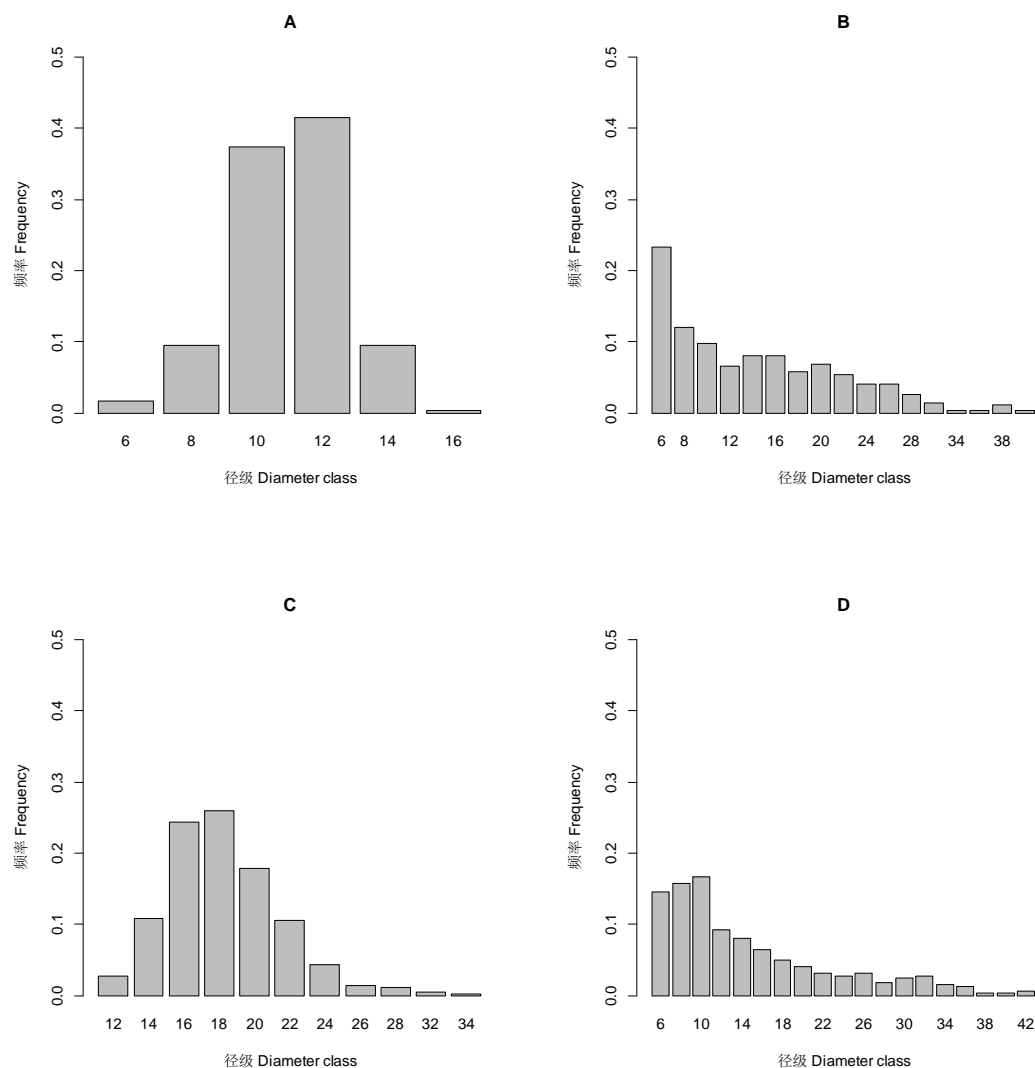 A
0.5
0.4
0.3
0.2
0.1
0.0
频率 Frequency
6 8 10 12 14 16
径级 Diameter class
B
0.5
0.4
0.3
0.2
0.1
0.0
频率 Frequency
6 8 12 16 20 24 28 34 38
径级 Diameter class
C
0.5
0.4
0.3
0.2
0.1
0.0
频率 Frequency
12 14 16 18 20 22 24 26 28 32 34
径级 Diameter class
D
0.5
0.4
0.3
0.2
0.1
0.0
频率 Frequency
6 10 14 18 22 26 30 34 38 42
径级 Diameter class